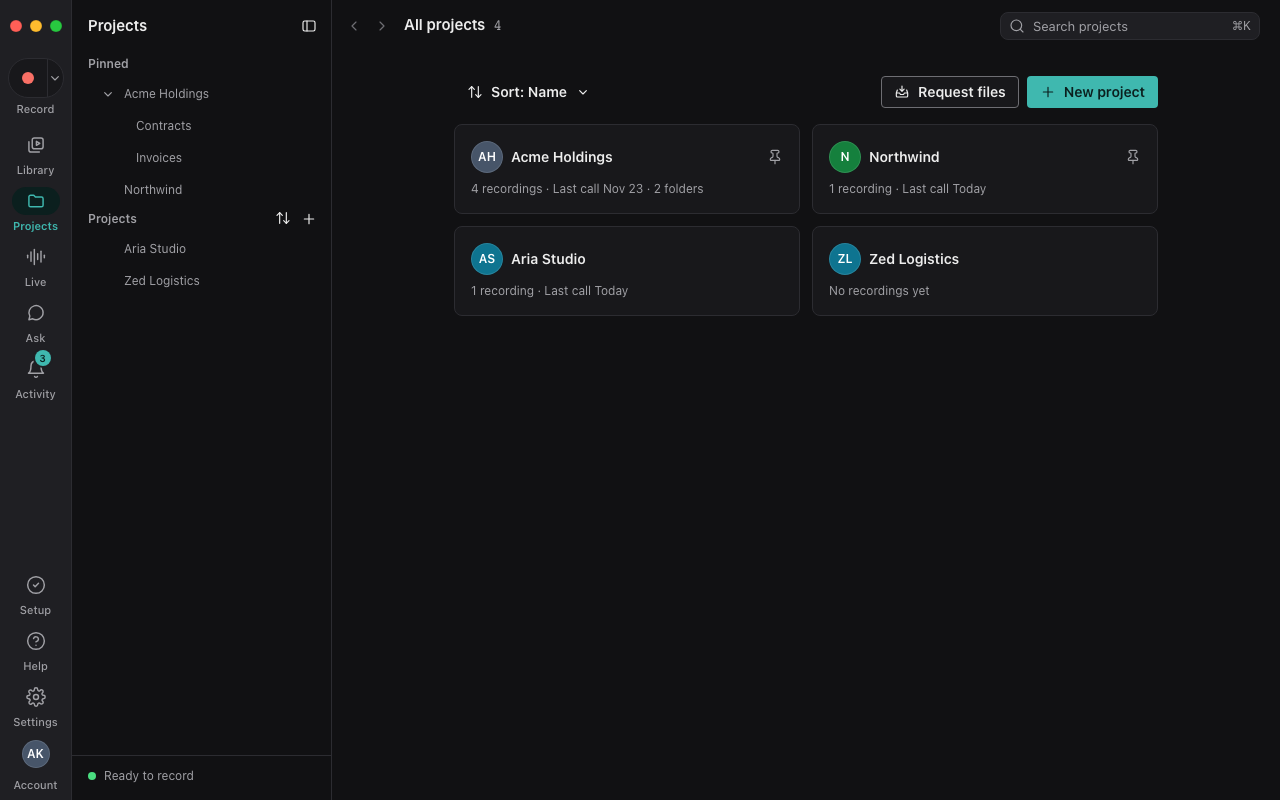 Record
Library
Projects
Live
Ask
3
Activity
Setup
Help
Settings
AK
Account
Projects
Pinned
Acme Holdings
Contracts
Invoices
Northwind
Projects
Aria Studio
Zed Logistics
Ready to record
All projects 4
Search projects ⌘K
Sort: Name
Request files
New project
AH Acme Holdings
4 recordings · Last call Nov 23 · 2 folders
N Northwind
1 recording · Last call Today
AS Aria Studio
1 recording · Last call Today
ZL Zed Logistics
No recordings yet